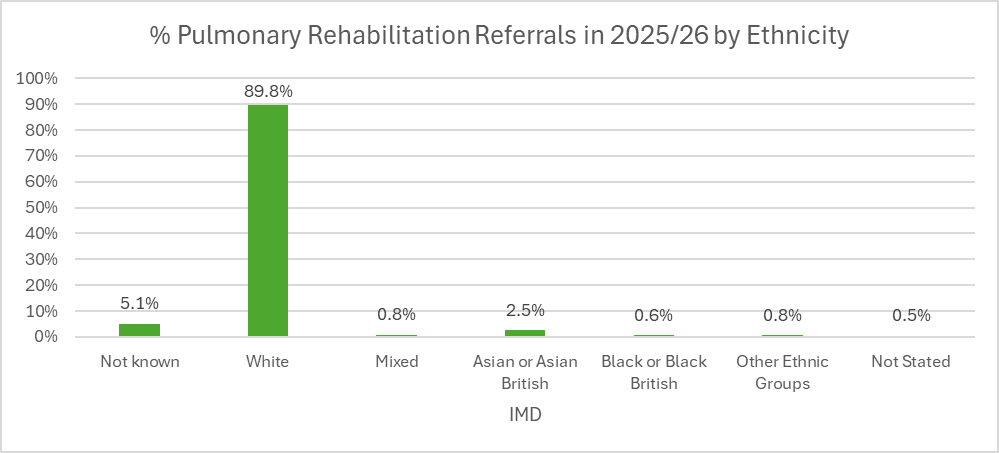 % Pulmonary Rehabilitation Referrals in 2025/26 by Ethnicity
100%
90%
80%
70%
60%
50%
40%
30%
20%
10%
0%
5.1%
89.8%
0.8%
2.5%
0.6%
0.8%
0.5%
Not known
White
Mixed
Asian or Asian
British
Black or Black
British
Other Ethnic
Groups
Not Stated
IMD